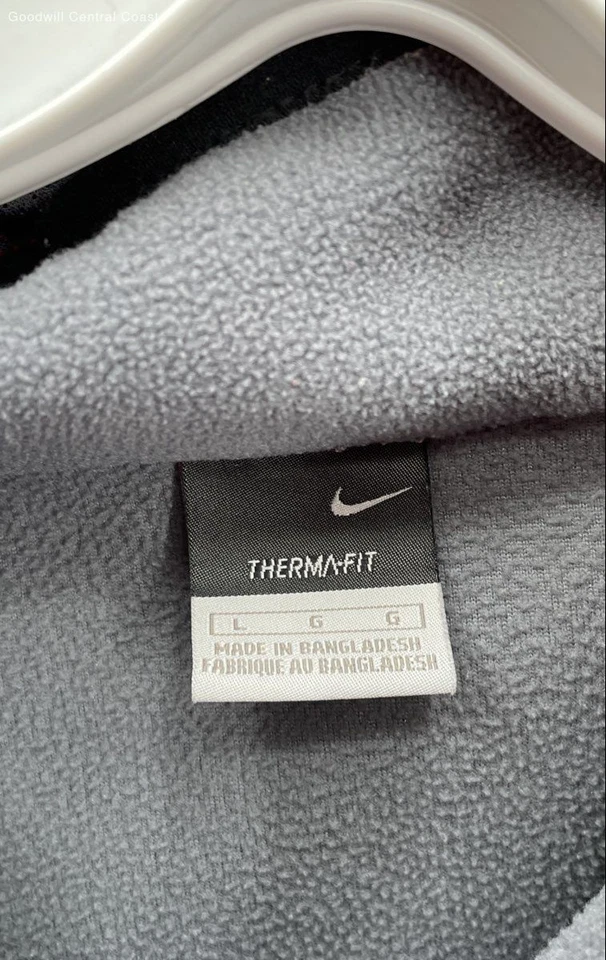 Goodwill Central Coast
THERMA-FIT
L G G
MADE IN BANGLADESH
FABRIQUE AU BANGLADESH